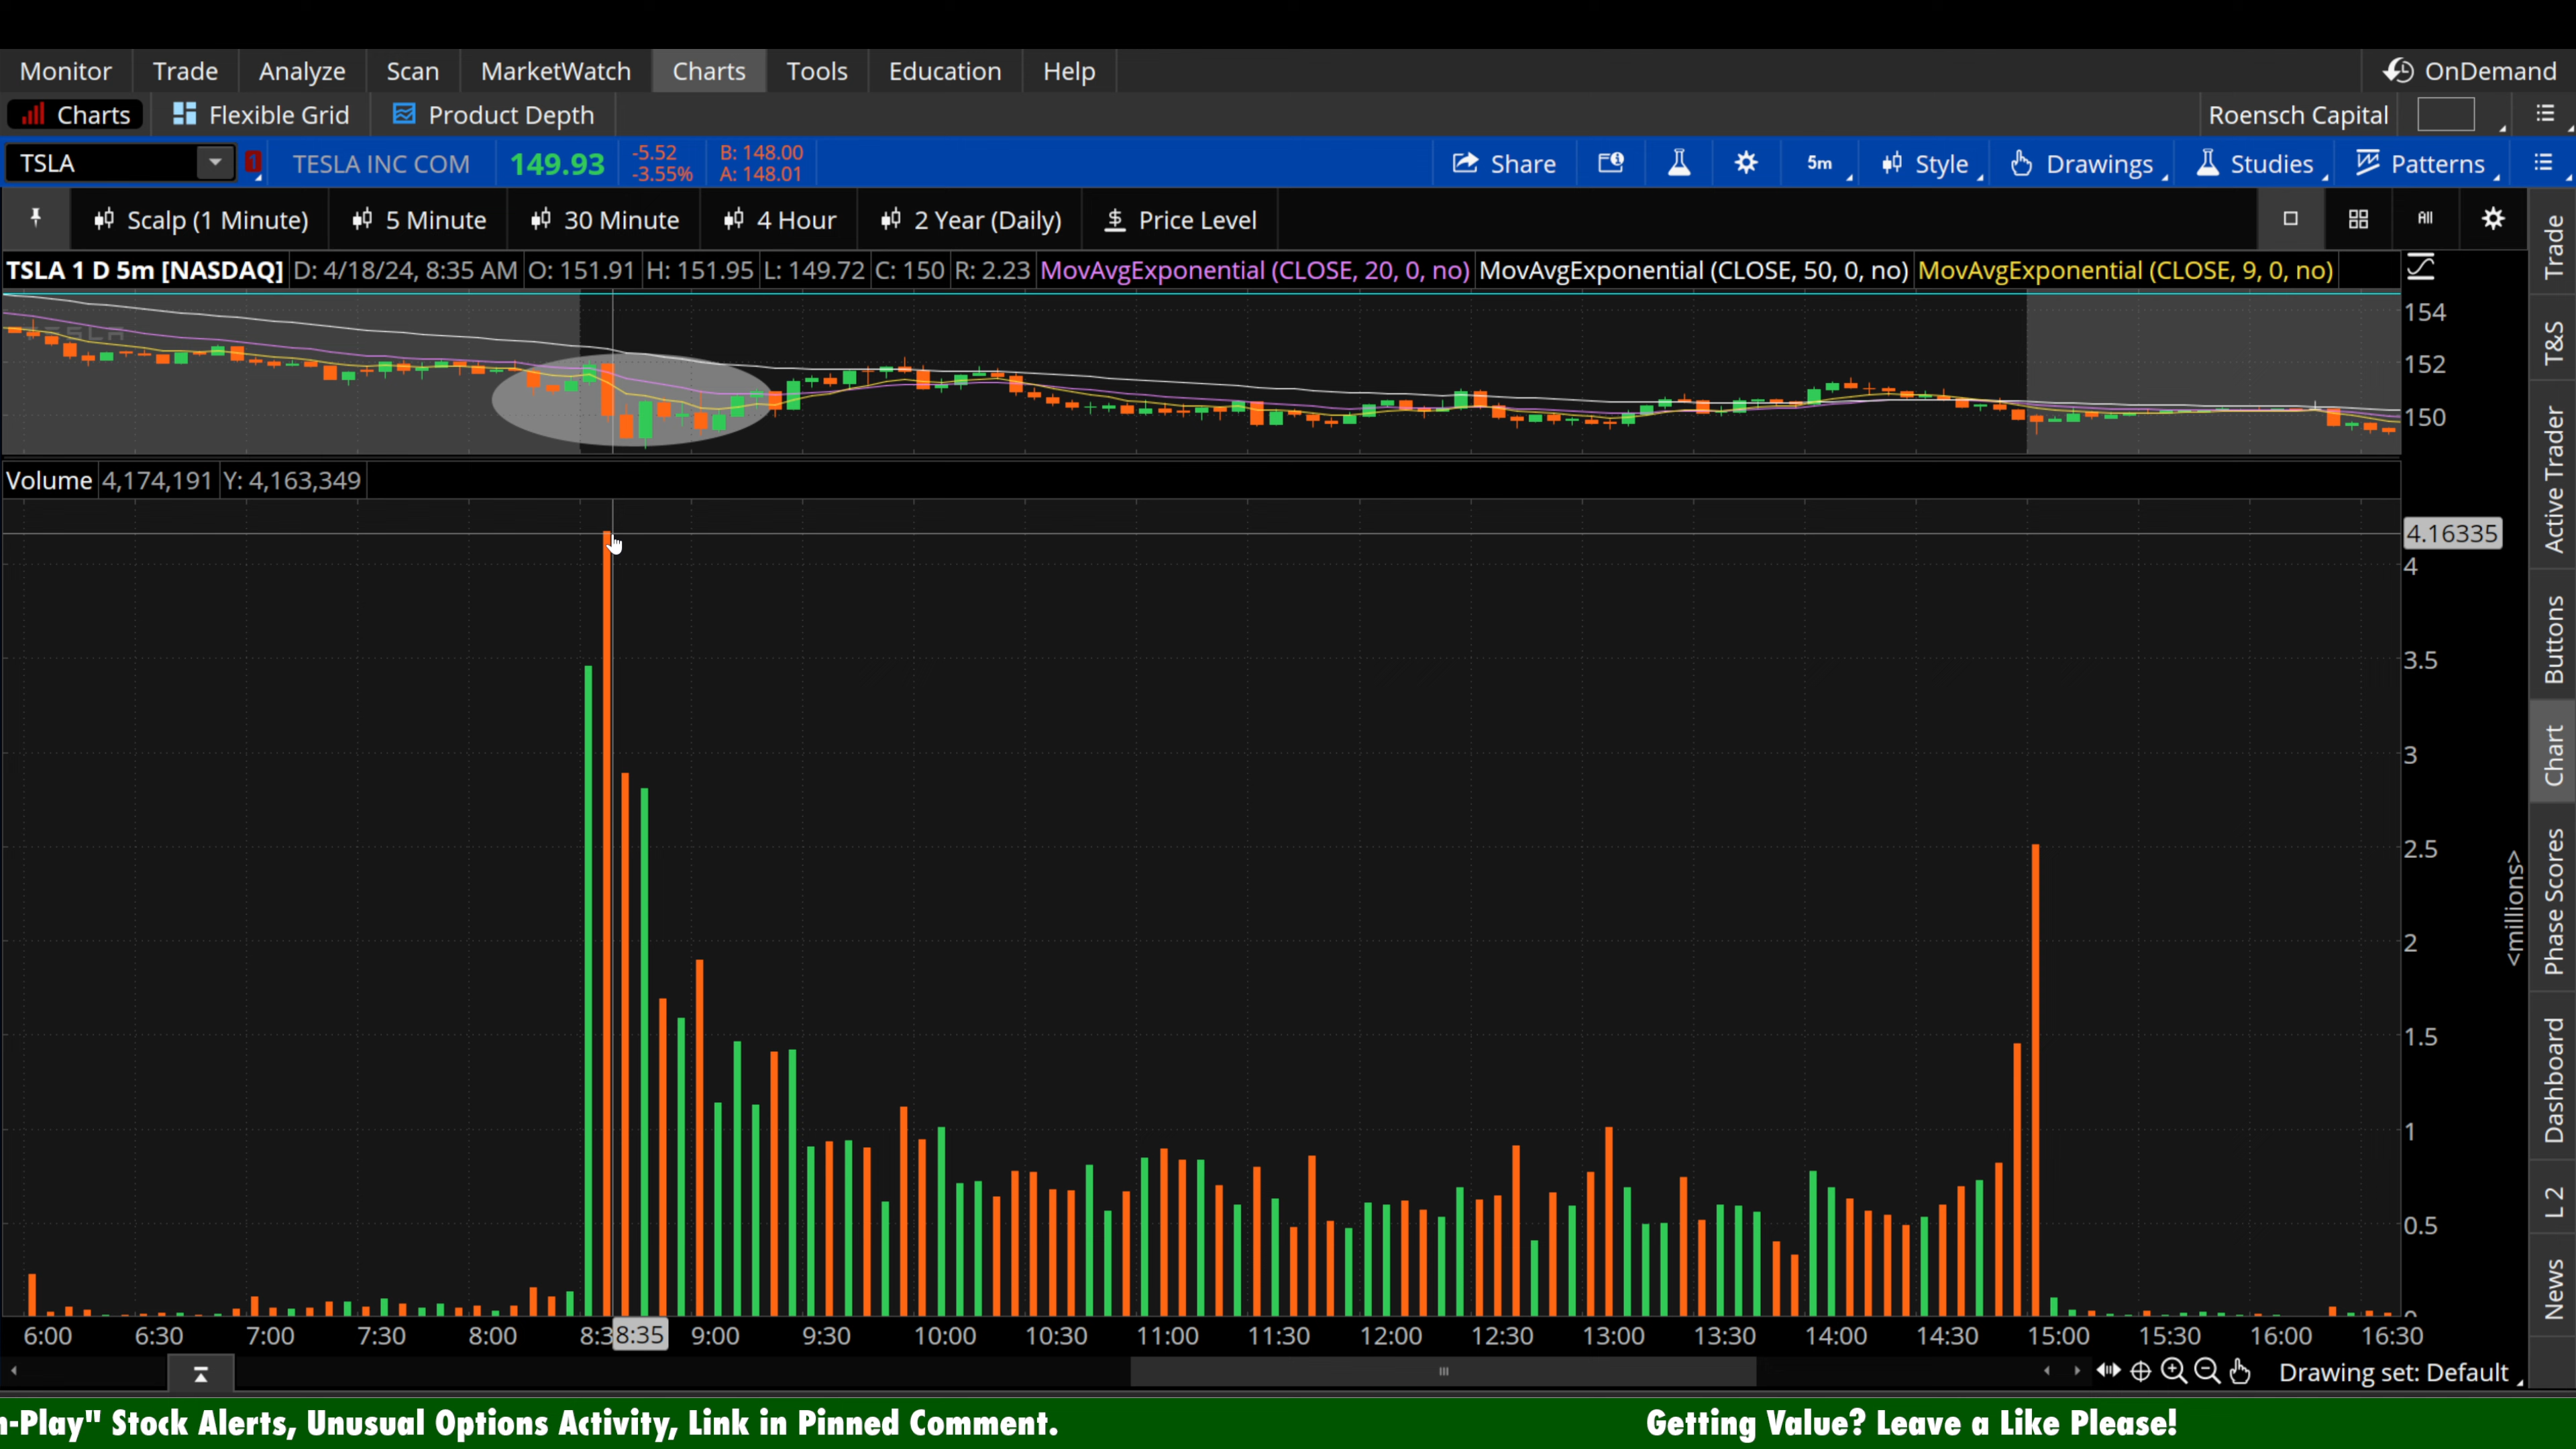 Monitor Trade Analyze Scan MarketWatch Charts Tools Education Help OnDemand
Charts Flexible Grid Product Depth Roensch Capital
TSLA 1 TESLA INC COM 149.93 -5.52 B: 148.00 Share 5m Style Drawings Studies Patterns
-3.55% A: 148.01
Scalp (1 Minute) 5 Minute 30 Minute 4 Hour 2 Year (Daily) $ Price Level All
TSLA 1 D 5m [NASDAQ] D: 4/18/24, 8:35 AM O: 151.91 H: 151.95 L: 149.72 C: 150 R: 2.23 MovAvgExponential (CLOSE, 20, 0, no) MovAvgExponential (CLOSE, 50, 0, no) MovAvgExponential (CLOSE, 9, 0, no)
154
152
150
Volume 4,174,191 Y: 4,163,349
4.16335
4
3.5
3
2.5
2
1.5
1
0.5
0
<millions>
6:00 6:30 7:00 7:30 8:00 8:3 8:35 9:00 9:30 10:00 10:30 11:00 11:30 12:00 12:30 13:00 13:30 14:00 14:30 15:00 15:30 16:00 16:30
Drawing set: Default
Trade
T&S
Active Trader
Buttons
Chart
Phase Scores
Dashboard
L 2
News
n-Play" Stock Alerts, Unusual Options Activity, Link in Pinned Comment. Getting Value? Leave a Like Please!